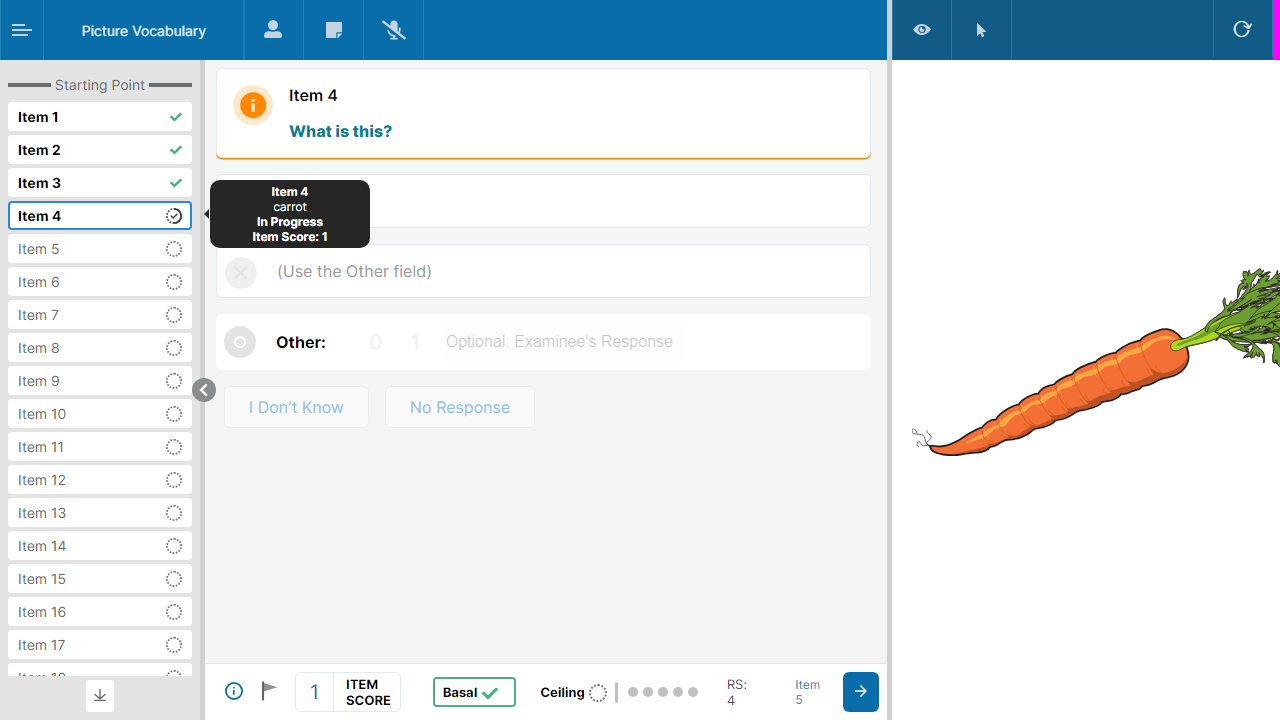 Picture Vocabulary
Starting Point
Item 1
Item 2
Item 3
Item 4
Item 5
Item 6
Item 7
Item 8
Item 9
Item 10
Item 11
Item 12
Item 13
Item 14
Item 15
Item 16
Item 17
Item 18
Item 4
What is this?
Item 4
carrot
In Progress
Item Score: 1
(Use the Other field)
Other: 0 1 Optional: Examinee's Response
I Don't Know No Response
1 ITEM SCORE
Basal
Ceiling
RS: 4
Item 5